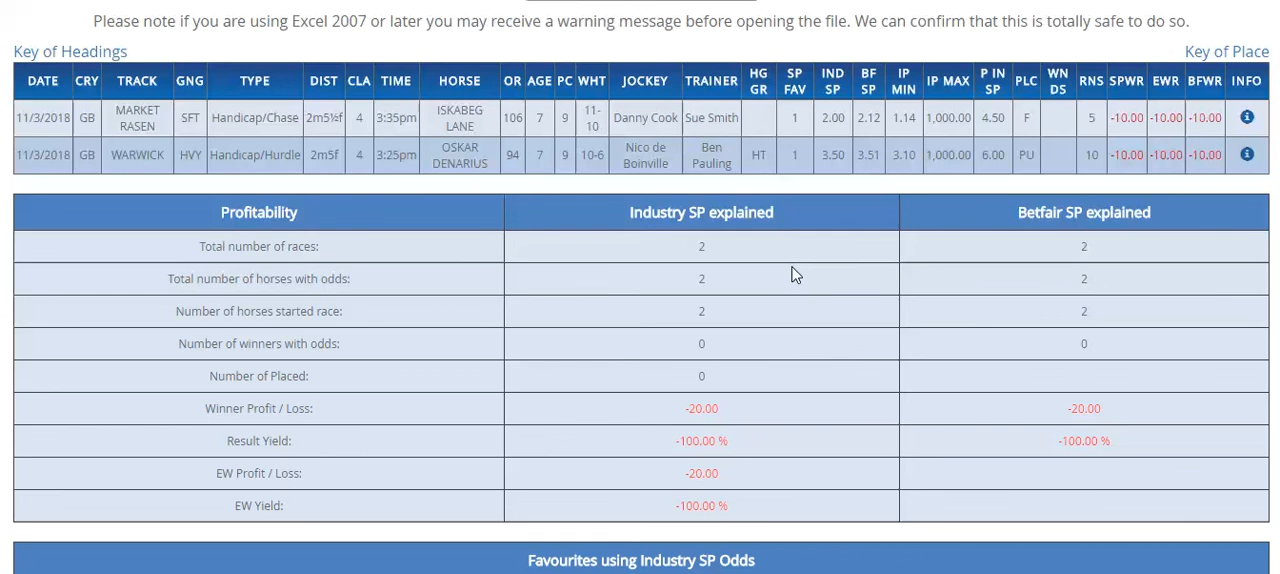 Please note if you are using Excel 2007 or later you may receive a warning message before opening the file. We can confirm that this is totally safe to do so.
Key of Headings Key of Place
DATE CRY TRACK GNG TYPE DIST CLA TIME HORSE OR AGE PC WHT JOCKEY TRAINER HG GR SP FAV IND SP BF SP IP MIN IP MAX P IN SP PLC WN DS RNS SPWR EWR BFWR INFO
11/3/2018 GB MARKET RASEN SFT Handicap/Chase 2m5½f 4 3:35pm ISKABEG LANE 106 7 9 11-10 Danny Cook Sue Smith 1 2.00 2.12 1.14 1,000.00 4.50 F 5 -10.00 -10.00 -10.00
11/3/2018 GB WARWICK HVY Handicap/Hurdle 2m5f 4 3:25pm OSKAR DENARIUS 94 7 9 10-6 Nico de Boinville Ben Pauling HT 1 3.50 3.51 3.10 1,000.00 6.00 PU 10 -10.00 -10.00 -10.00
Profitability Industry SP explained Betfair SP explained
Total number of races: 2 2
Total number of horses with odds: 2 2
Number of horses started race: 2 2
Number of winners with odds: 0 0
Number of Placed: 0
Winner Profit / Loss: -20.00 -20.00
Result Yield: -100.00 % -100.00 %
EW Profit / Loss: -20.00
EW Yield: -100.00 %
Favourites using Industry SP Odds